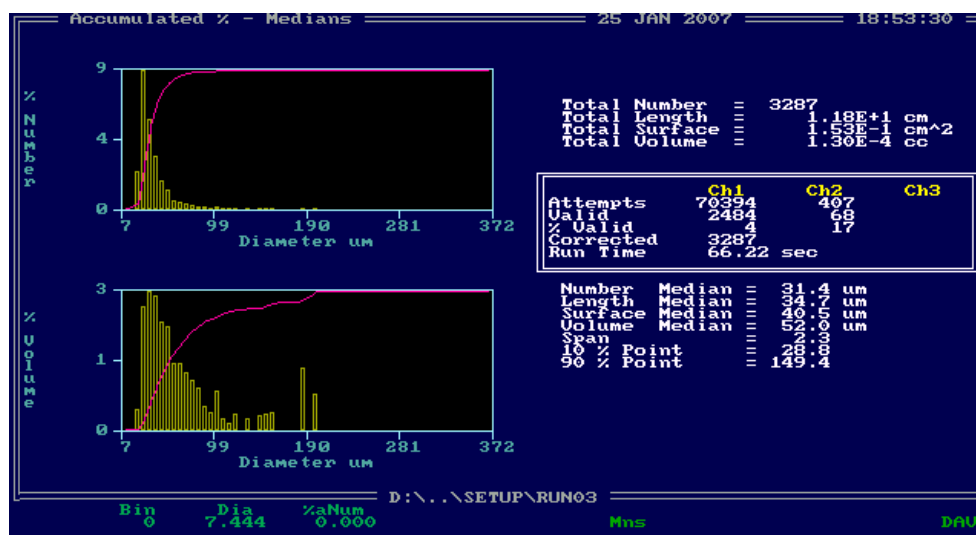 Accumulated % - Medians 25 JAN 2007 18:53:30
9
4
0
7 99 190 281 372
Diameter um
% Number
3
1
0
7 99 190 281 372
Diameter um
% Volume
Total Number = 3287
Total Length = 1.18E+1 cm
Total Surface = 1.53E-1 cm^2
Total Volume = 1.30E-4 cc
Ch1 Ch2 Ch3
Attempts 70394 407
Valid 2484 68
% Valid 4 17
Corrected 3287
Run Time 66.22 sec
Number Median = 31.4 um
Length Median = 34.7 um
Surface Median = 40.5 um
Volume Median = 52.0 um
Span = 2.3
10 % Point = 28.8
90 % Point = 149.4
D:\..\SETUP\RUN03
Bin Dia %aNum
0 7.444 0.000
Mns
DAV